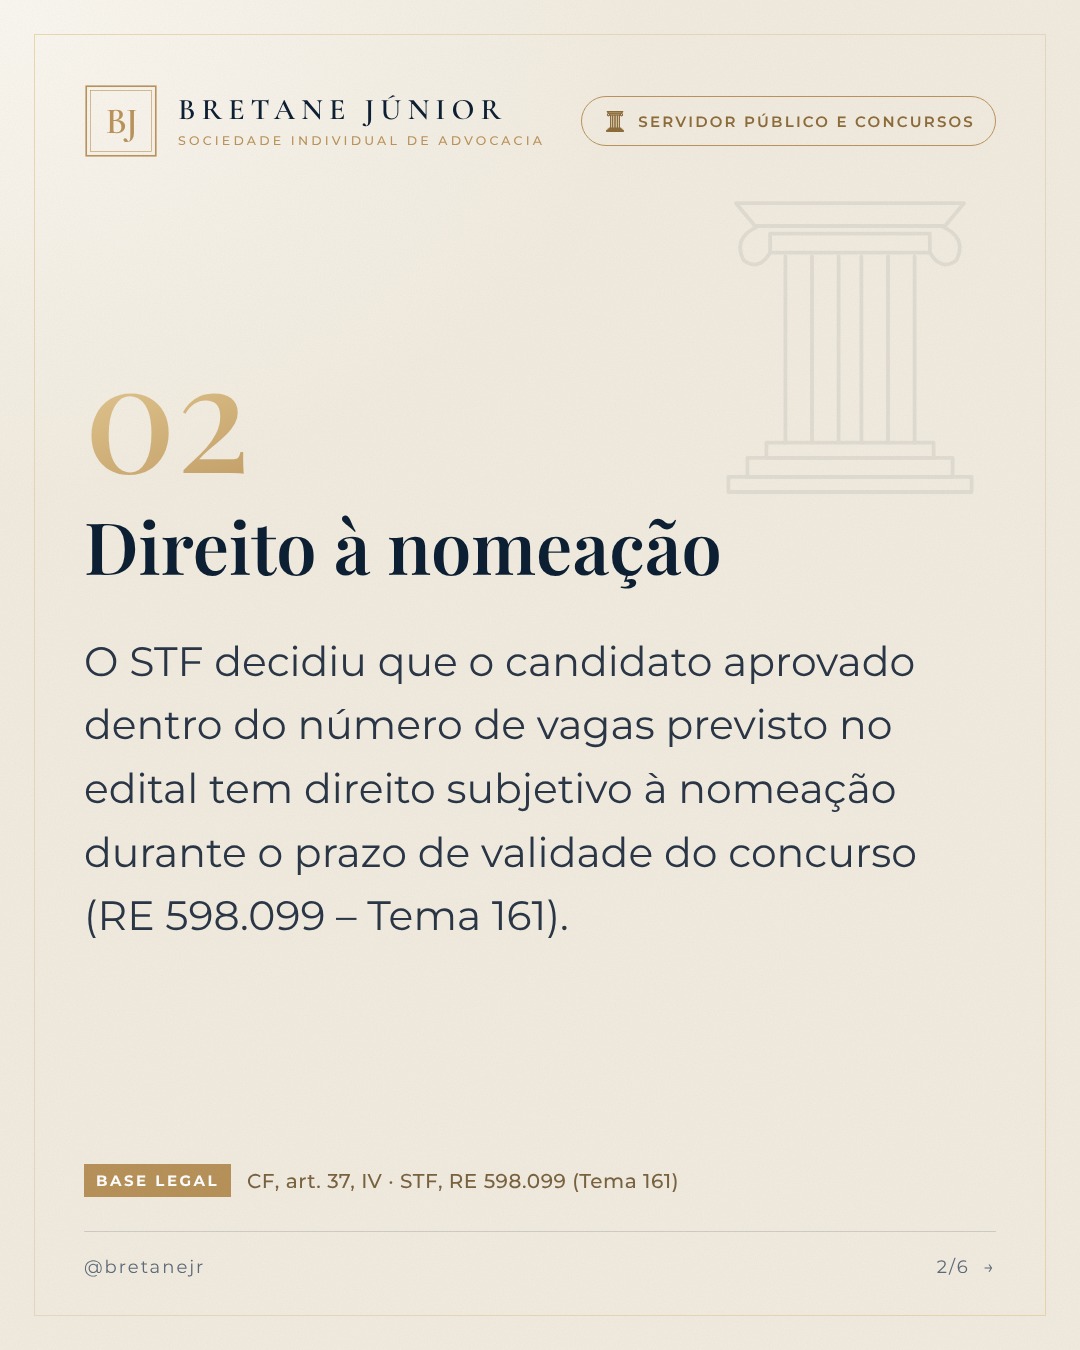 BJ
BRETANE JÚNIOR
SOCIEDADE INDIVIDUAL DE ADVOCACIA
SERVIDOR PÚBLICO E CONCURSOS
02
Direito à nomeação
O STF decidiu que o candidato aprovado
dentro do número de vagas previsto no
edital tem direito subjetivo à nomeação
durante o prazo de validade do concurso
(RE 598.099 – Tema 161).
BASE LEGAL CF, art. 37, IV · STF, RE 598.099 (Tema 161)
@bretanejr
2/6 →